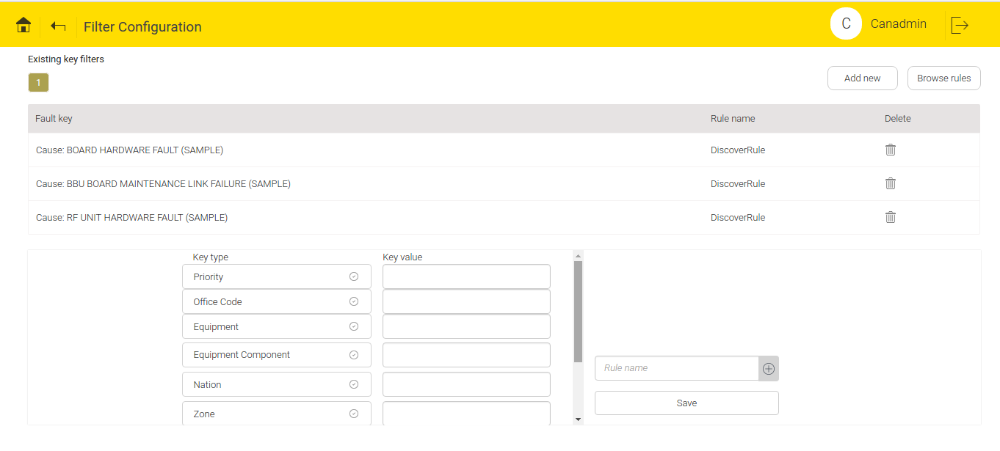 Filter Configuration
C Canadmin
Existing key filters
1
Add new Browse rules
Fault key Rule name Delete
Cause: BOARD HARDWARE FAULT (SAMPLE) DiscoverRule
Cause: BBU BOARD MAINTENANCE LINK FAILURE (SAMPLE) DiscoverRule
Cause: RF UNIT HARDWARE FAULT (SAMPLE) DiscoverRule
Key type Key value
Priority
Office Code
Equipment
Equipment Component
Rule name
Nation
Save
Zone